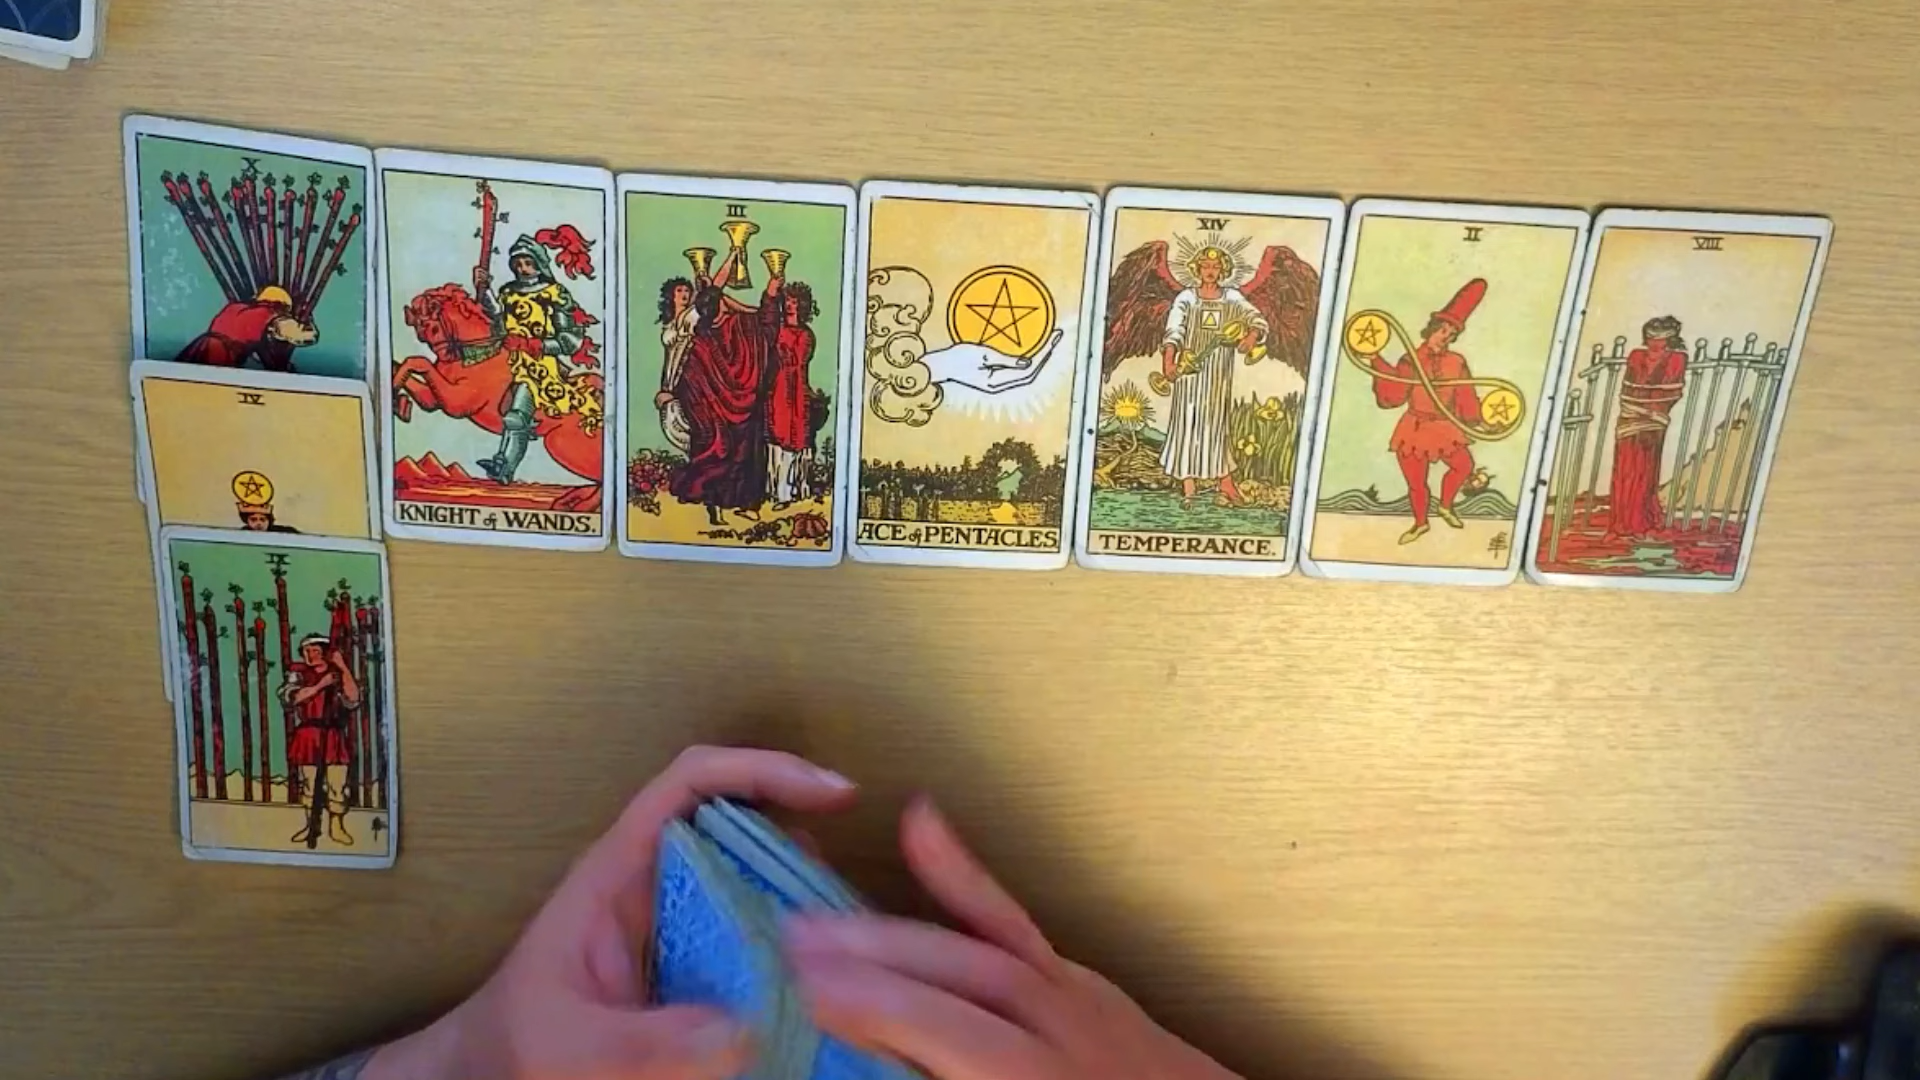 X
KNIGHT of WANDS.
III
ACE of PENTACLES
XIV
TEMPERANCE.
II
VIII
IV
IX